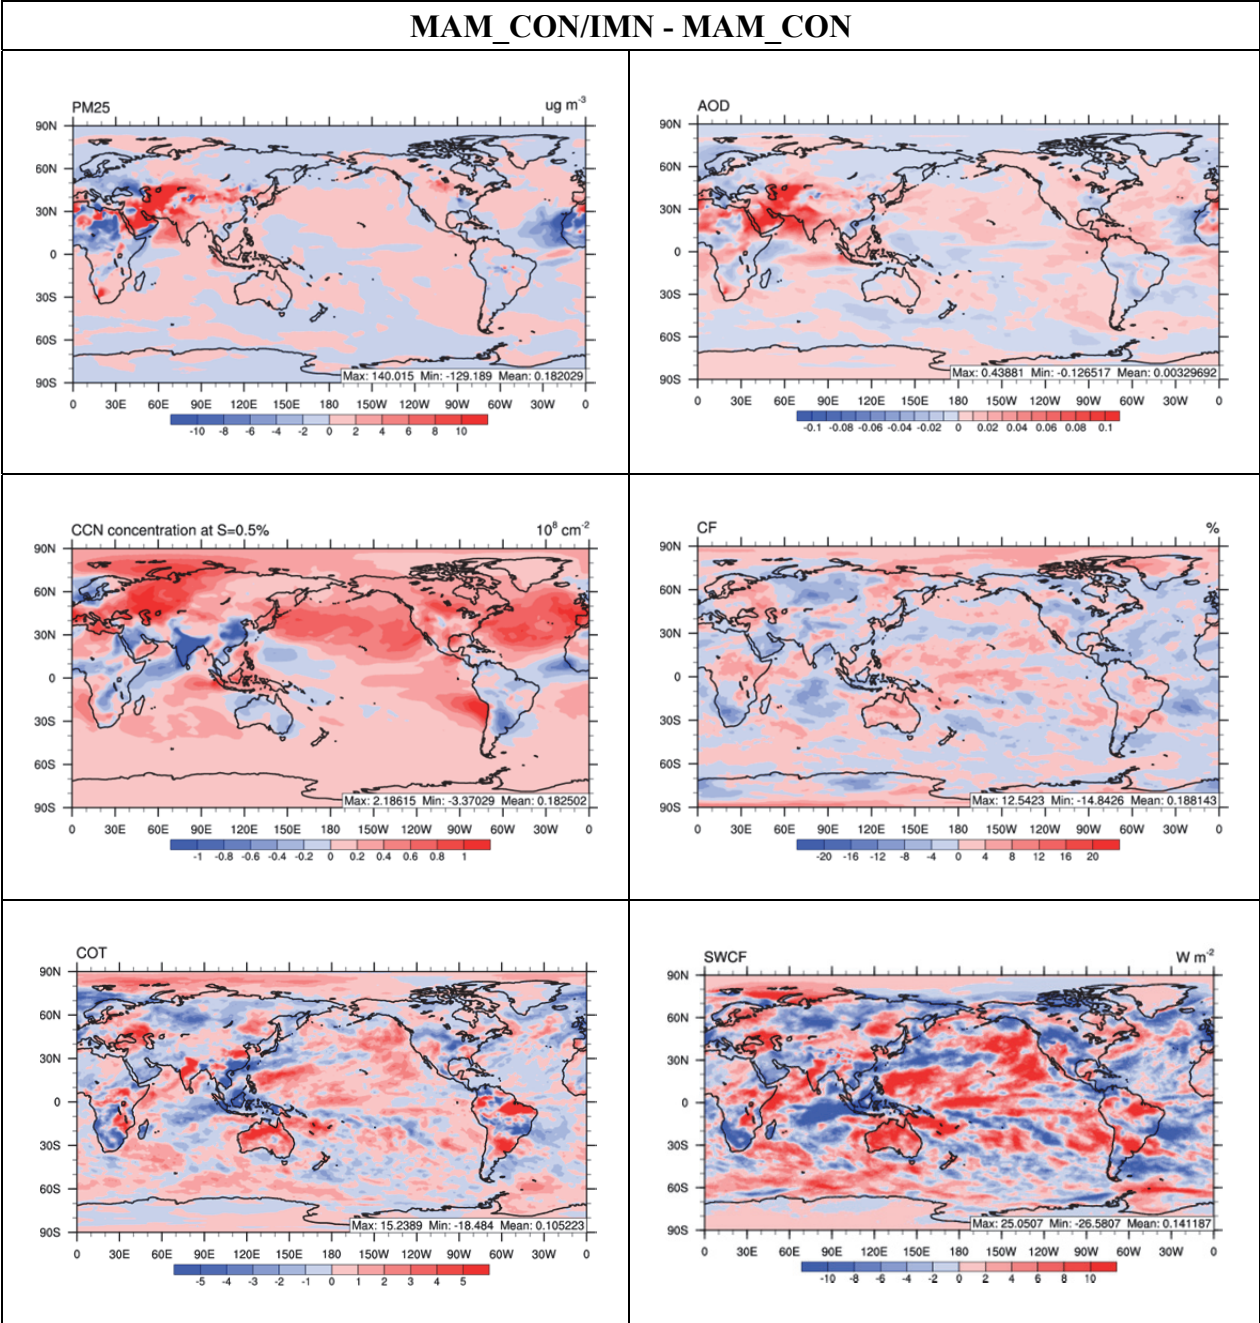 MAM_CON/IMN - MAM_CON
PM25 ug m-3
90N
60N
30N
0
30S
60S
90S
Max: 140.015 Min: -129.189 Mean: 0.182029
0 30E 60E 90E 120E 150E 180 150W 120W 90W 60W 30W 0
-10 -8 -6 -4 -2 0 2 4 6 8 10
AOD
90N
60N
30N
0
30S
60S
90S
Max: 0.43881 Min: -0.126517 Mean: 0.00329692
0 30E 60E 90E 120E 150E 180 150W 120W 90W 60W 30W 0
-0.1 -0.08 -0.06 -0.04 -0.02 0 0.02 0.04 0.06 0.08 0.1
CCN concentration at S=0.5% 10^8 cm-2
90N
60N
30N
0
30S
60S
90S
Max: 2.18615 Min: -3.37029 Mean: 0.182502
0 30E 60E 90E 120E 150E 180 150W 120W 90W 60W 30W 0
-1 -0.8 -0.6 -0.4 -0.2 0 0.2 0.4 0.6 0.8 1
CF %
90N
60N
30N
0
30S
60S
90S
Max: 12.5423 Min: -14.8426 Mean: 0.188143
0 30E 60E 90E 120E 150E 180 150W 120W 90W 60W 30W 0
-20 -16 -12 -8 -4 0 4 8 12 16 20
COT
90N
60N
30N
0
30S
60S
90S
Max: 15.2389 Min: -18.484 Mean: 0.105223
0 30E 60E 90E 120E 150E 180 150W 120W 90W 60W 30W 0
-5 -4 -3 -2 -1 0 1 2 3 4 5
SWCF W m-2
90N
60N
30N
0
30S
60S
90S
Max: 25.0507 Min: -26.5807 Mean: 0.141187
0 30E 60E 90E 120E 150E 180 150W 120W 90W 60W 30W 0
-10 -8 -6 -4 -2 0 2 4 6 8 10